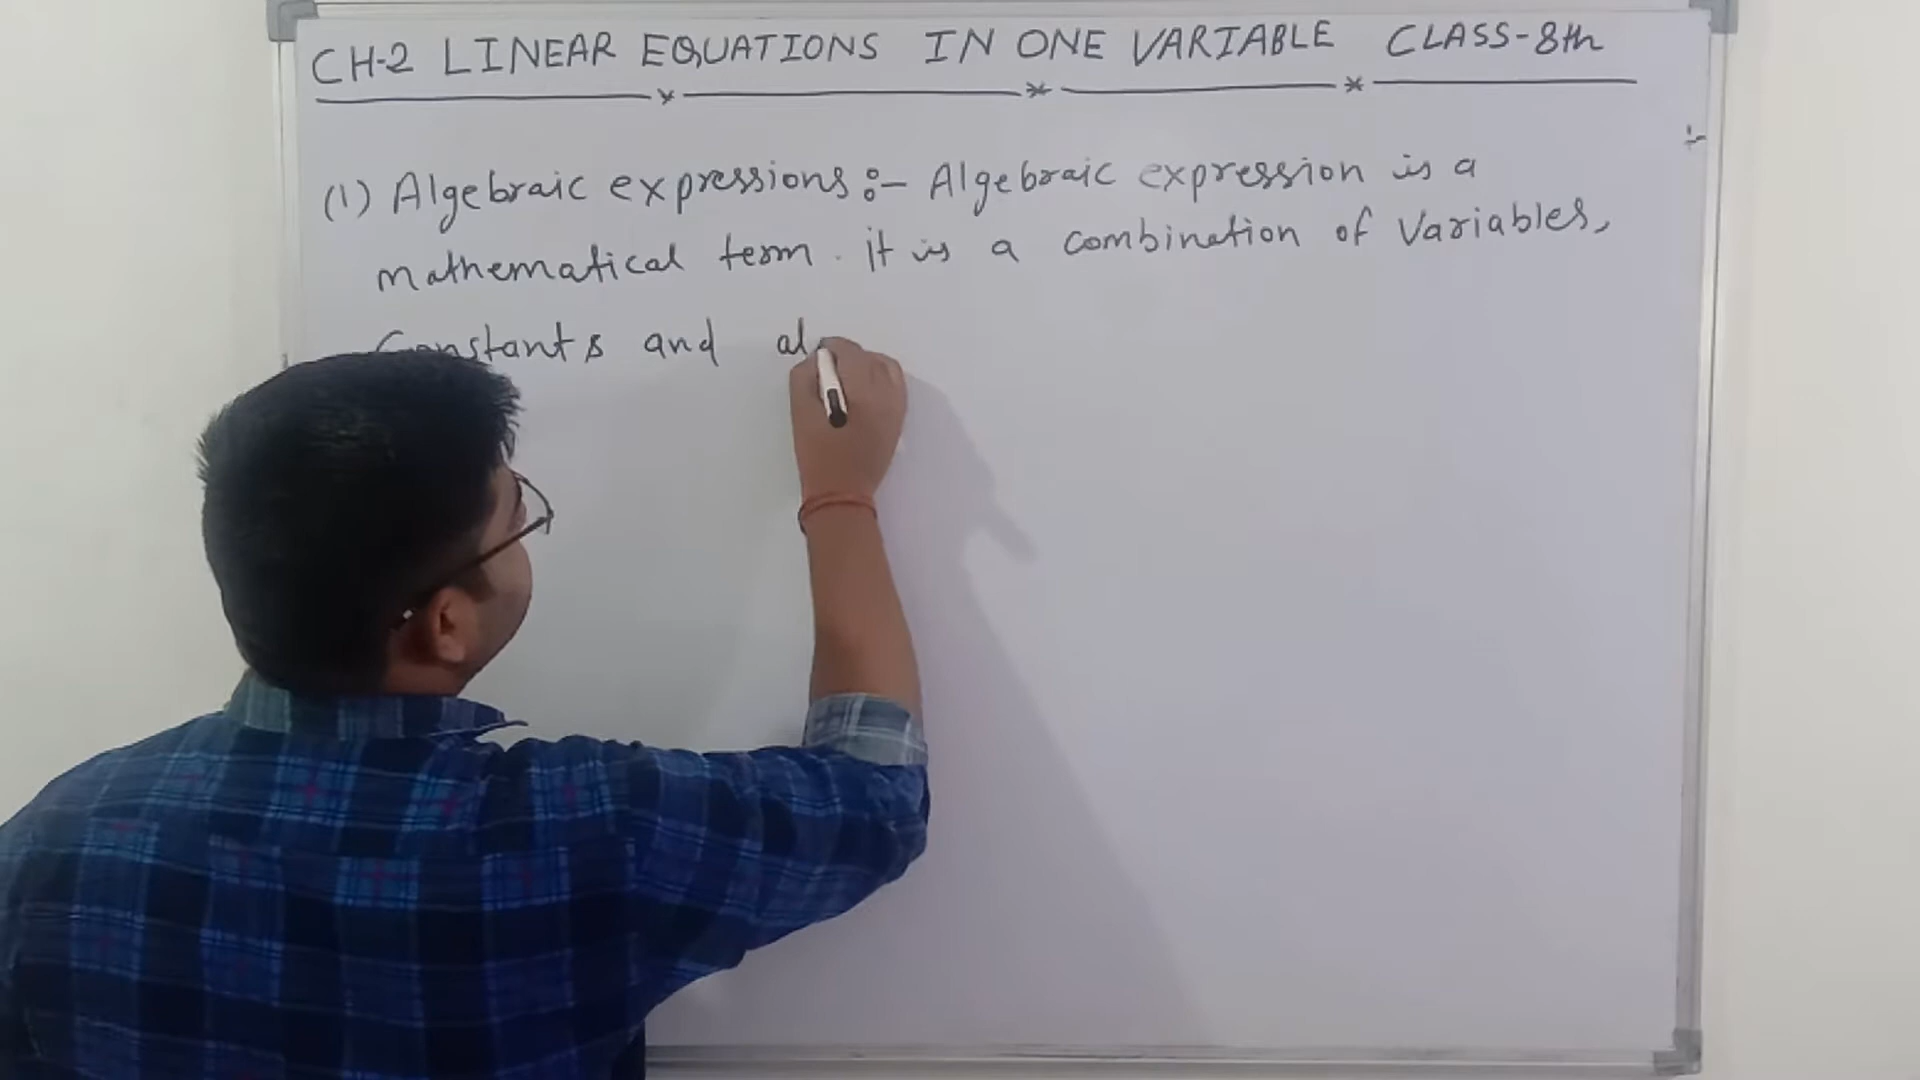 CH-2 LINEAR EQUATIONS IN ONE VARIABLE CLASS-8th
(1) Algebraic expressions :- Algebraic expression is a
mathematical term. it is a combination of Variables,
Constants and al